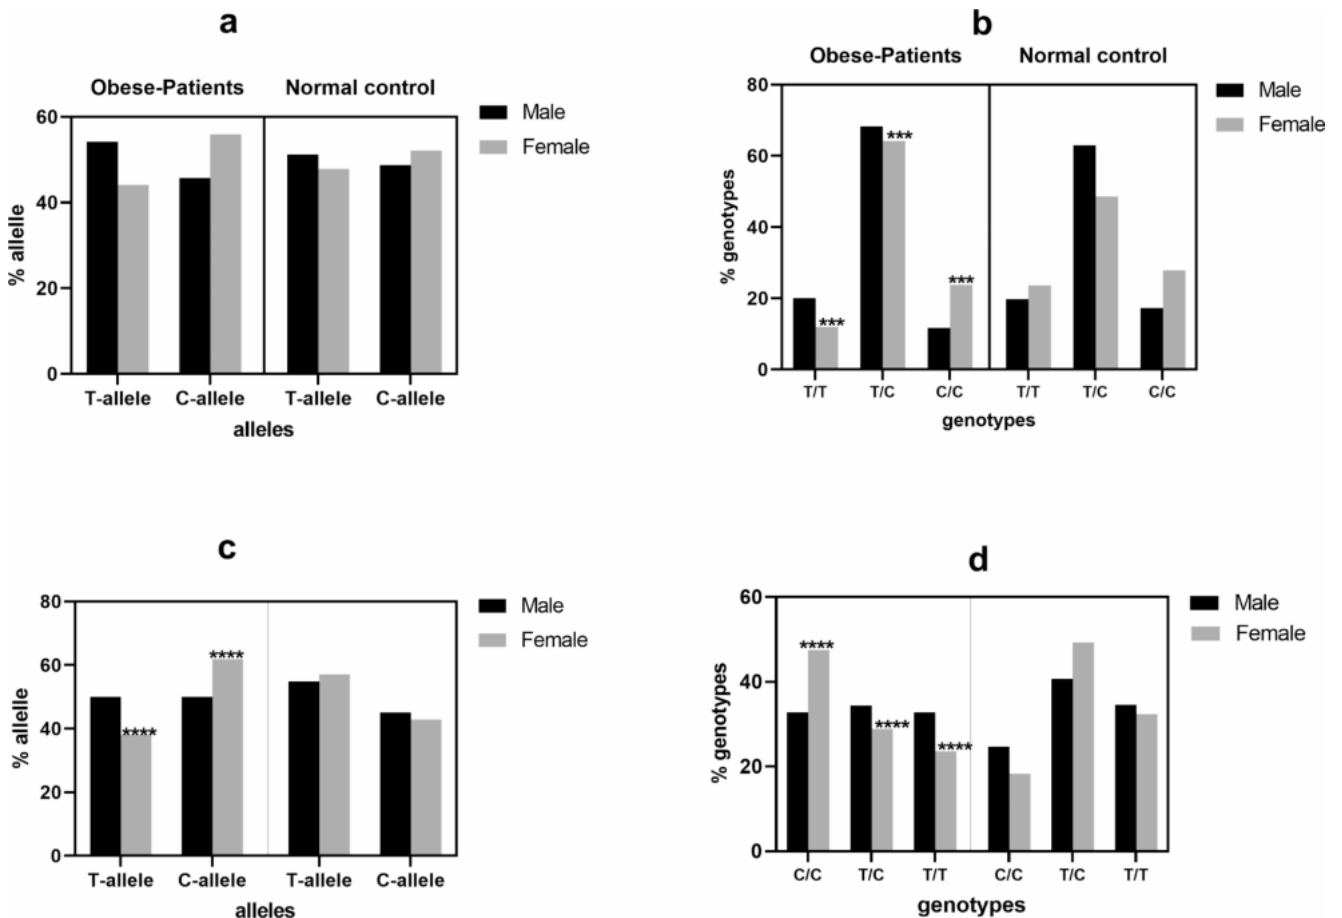 a
Obese-Patients Normal control
Male
Female
60
40
20
0
% allele
T-allele C-allele T-allele C-allele
alleles
b
Obese-Patients Normal control
Male
Female
80
60
40
20
0
% genotypes
***
***
***
T/T T/C C/C T/T T/C C/C
genotypes
c
Male
Female
80
60
40
20
0
% allele
****
****
T-allele C-allele T-allele C-allele
alleles
d
Male
Female
60
40
20
0
% genotypes
****
****
****
C/C T/C T/T C/C T/C T/T
genotypes